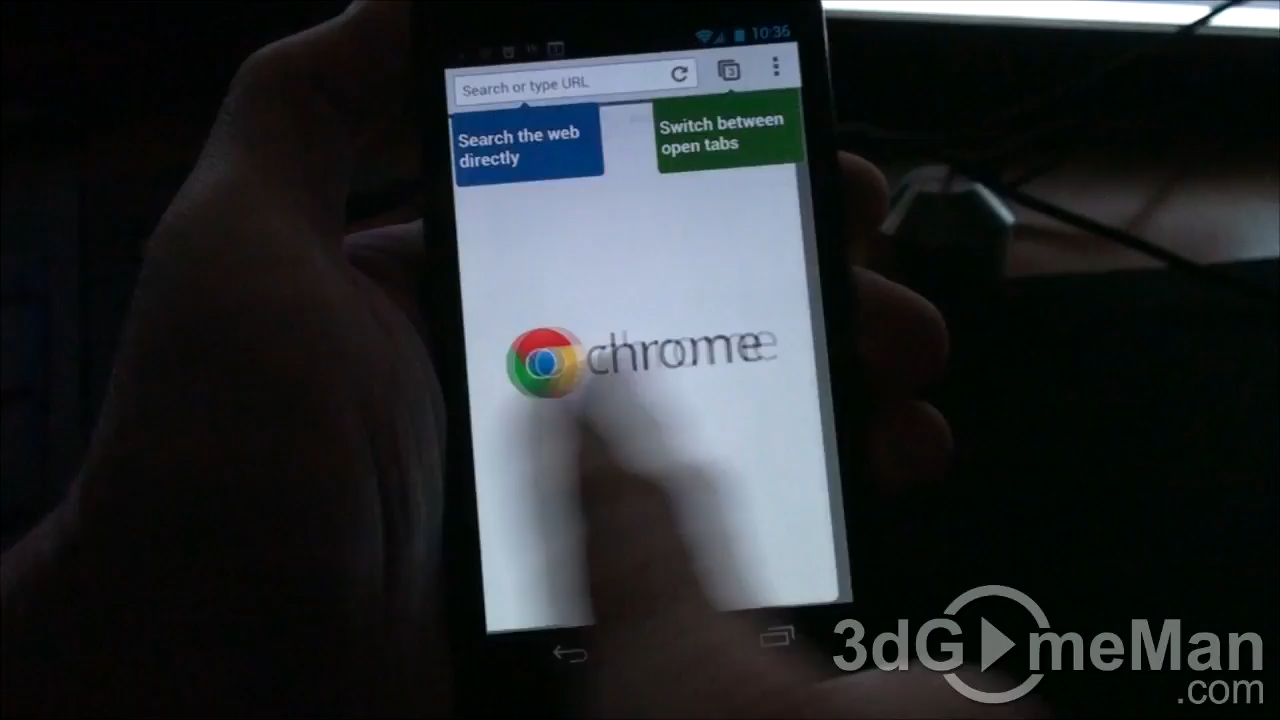 10:36
Search or type URL
3
Search the web
directly
Switch between
open tabs
chrome
3dGameMan
.com